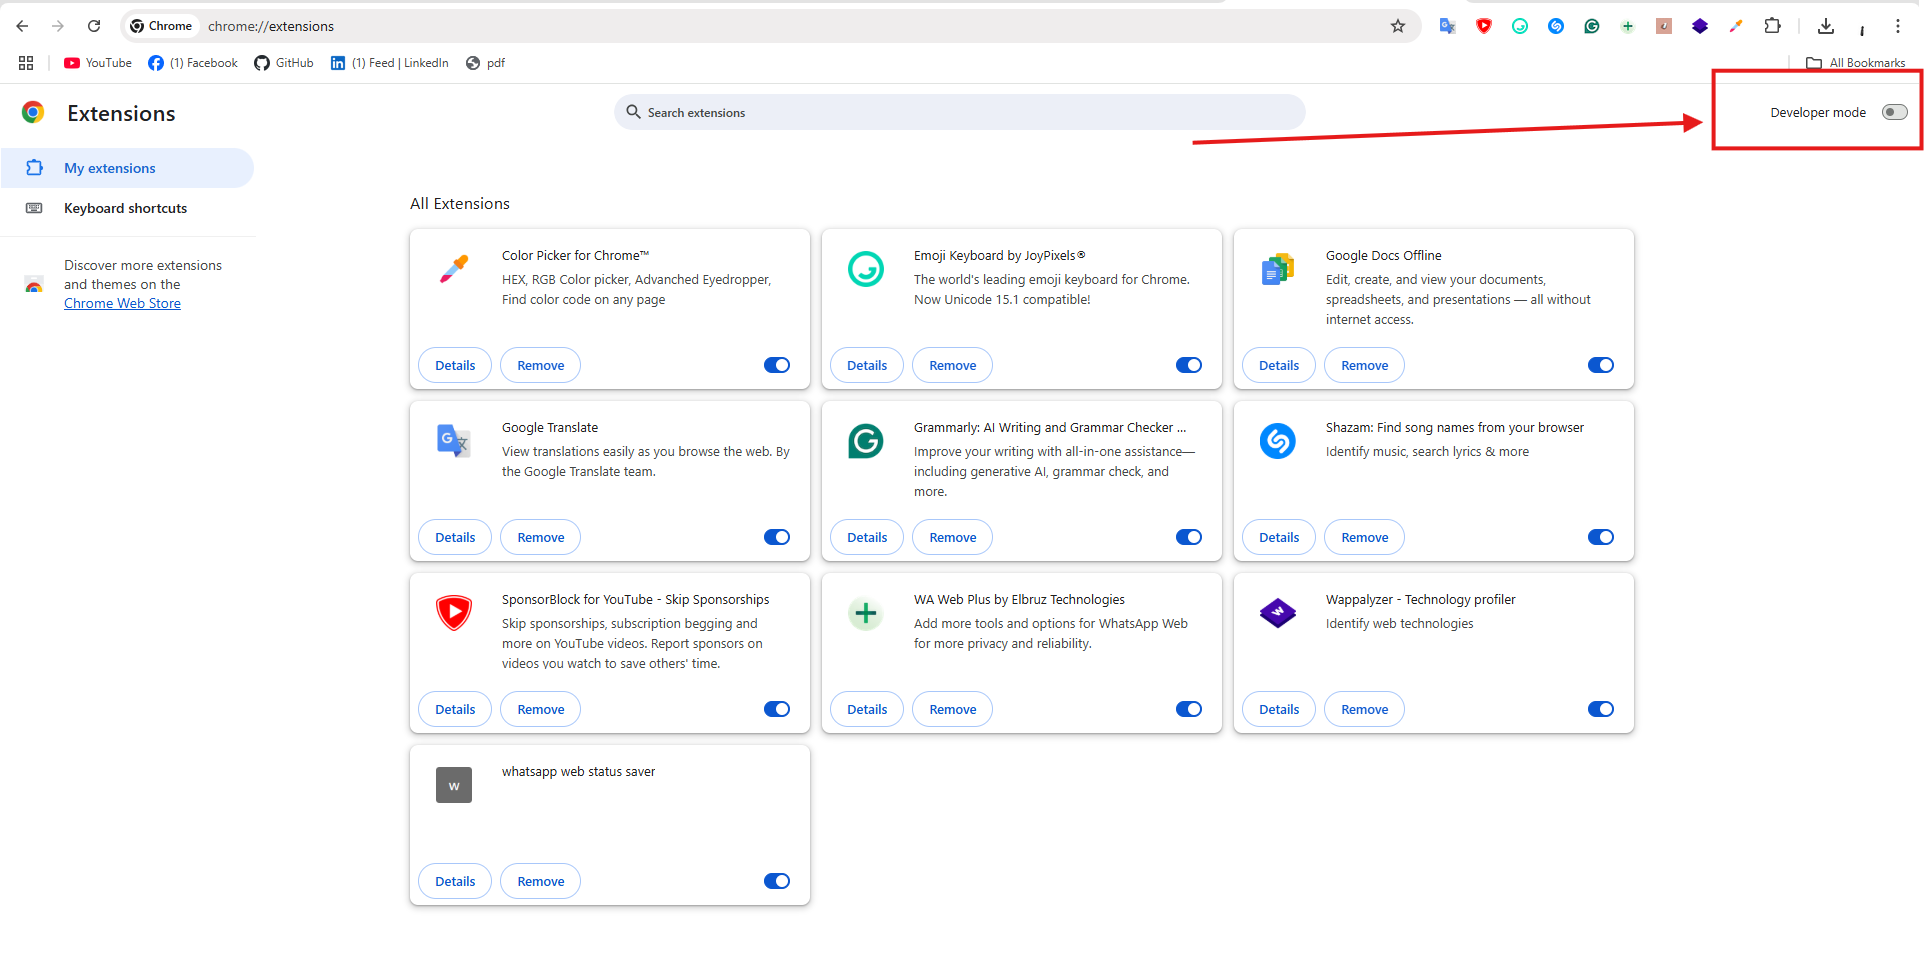 Chrome
chrome://extensions
YouTube
(1) Facebook
GitHub
(1) Feed | LinkedIn
pdf
All Bookmarks
Extensions
Search extensions
Developer mode
My extensions
Keyboard shortcuts
Discover more extensions
and themes on the
Chrome Web Store
All Extensions
Color Picker for Chrome™
HEX, RGB Color picker, Advanched Eyedropper,
Find color code on any page
Details
Remove
Emoji Keyboard by JoyPixels®
The world's leading emoji keyboard for Chrome.
Now Unicode 15.1 compatible!
Details
Remove
Google Docs Offline
Edit, create, and view your documents,
spreadsheets, and presentations — all without
internet access.
Details
Remove
Google Translate
View translations easily as you browse the web. By
the Google Translate team.
Details
Remove
Grammarly: AI Writing and Grammar Checker ...
Improve your writing with all-in-one assistance—
including generative AI, grammar check, and
more.
Details
Remove
Shazam: Find song names from your browser
Identify music, search lyrics & more
Details
Remove
SponsorBlock for YouTube - Skip Sponsorships
Skip sponsorships, subscription begging and
more on YouTube videos. Report sponsors on
videos you watch to save others' time.
Details
Remove
WA Web Plus by Elbruz Technologies
Add more tools and options for WhatsApp Web
for more privacy and reliability.
Details
Remove
Wappalyzer - Technology profiler
Identify web technologies
Details
Remove
W
whatsapp web status saver
Details
Remove